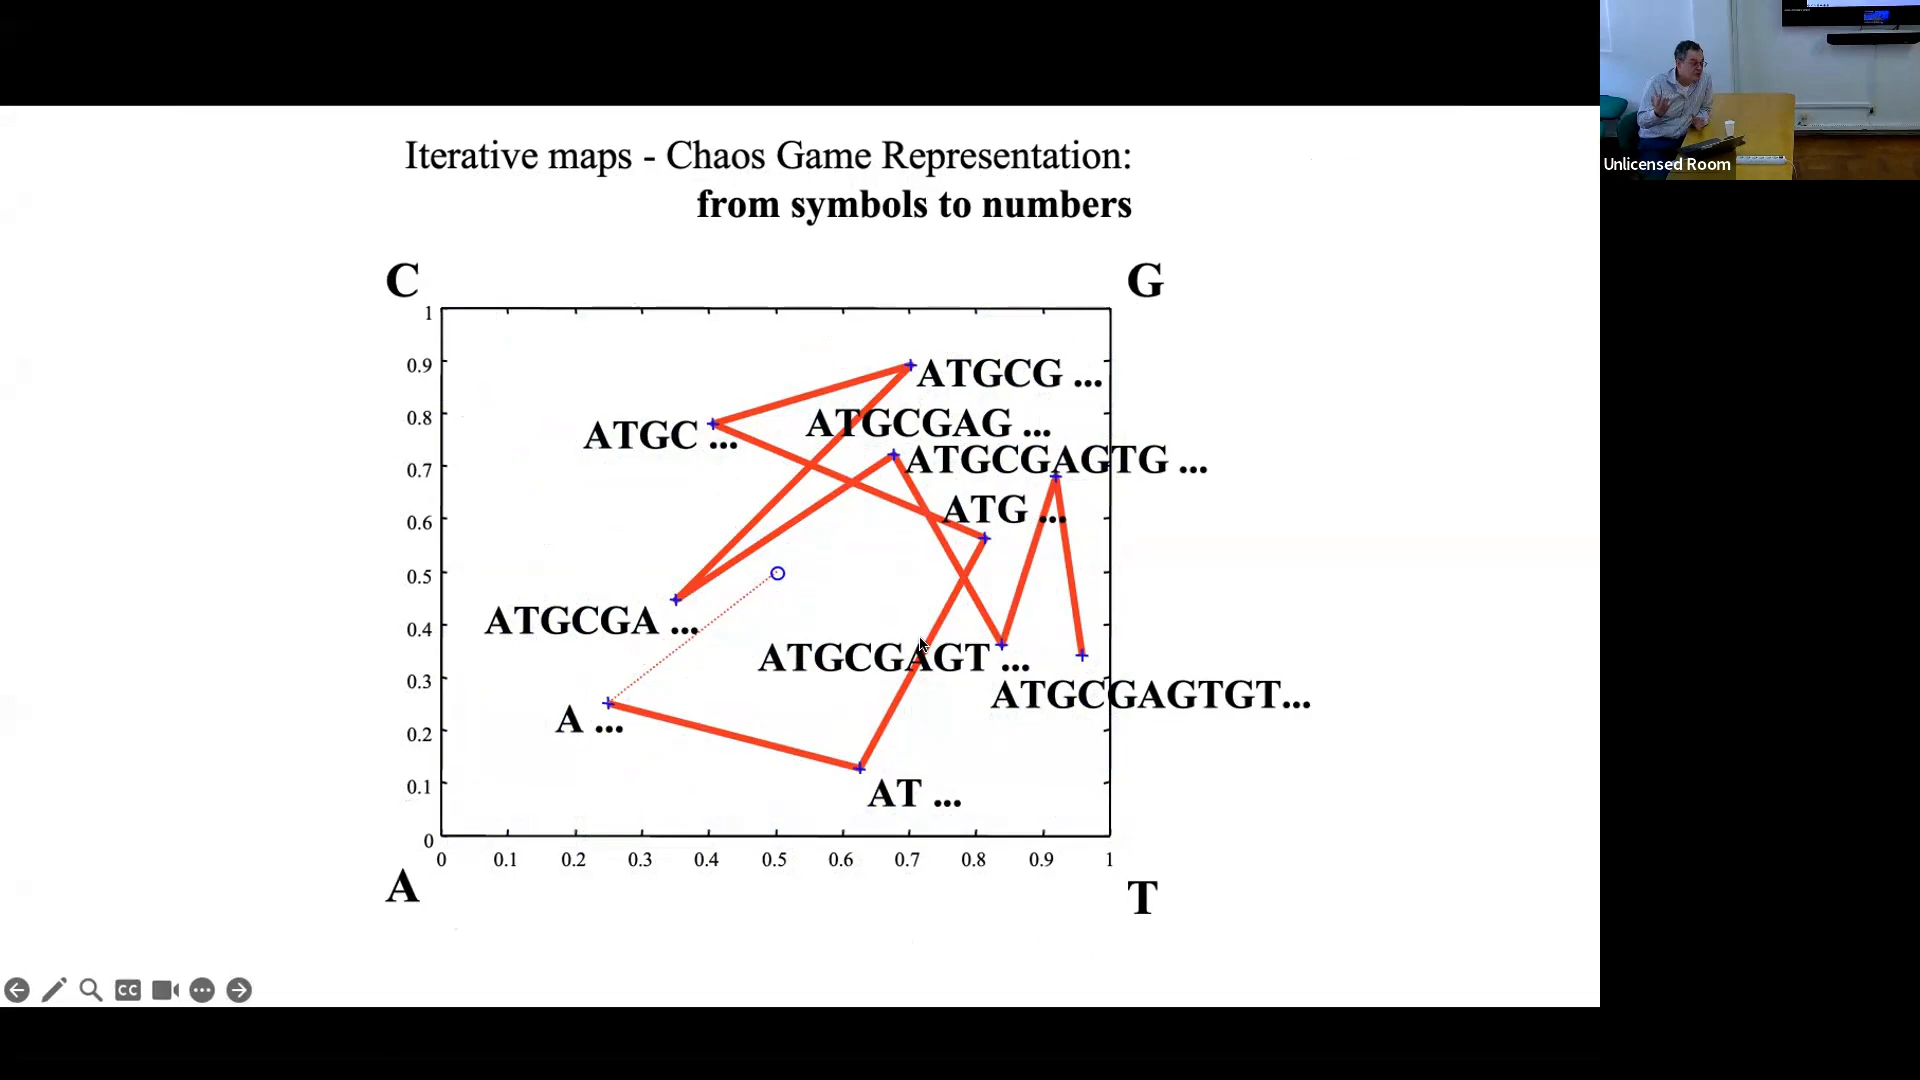 Iterative maps - Chaos Game Representation:
from symbols to numbers
Unlicensed Room
C
G
1
0.9
ATGCG ...
0.8
ATGCGAG ...
ATGC ...
0.7
ATGCGAGTG ...
0.6
ATG ...
0.5
ATGCGA ...
0.4
ATGCGAGT ...
0.3
ATGCGAGTGT...
A ...
0.2
0.1
AT ...
0
0 0.1 0.2 0.3 0.4 0.5 0.6 0.7 0.8 0.9 1
A
T
CC